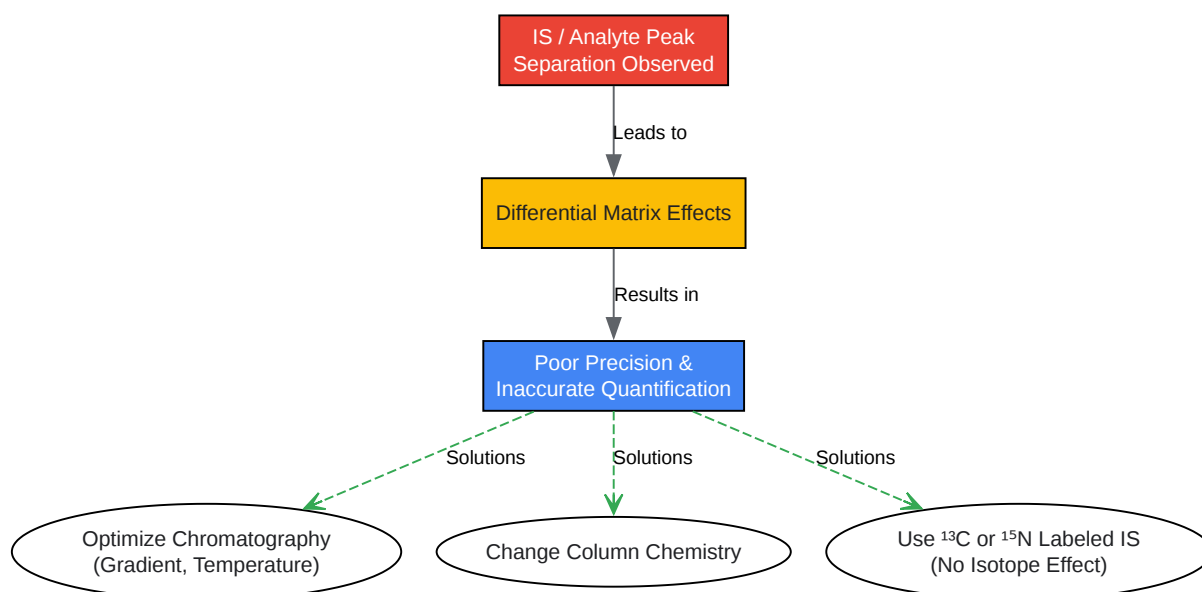 IS / Analyte Peak
Separation Observed
Leads to
Differential Matrix Effects
Results in
Poor Precision &
Inaccurate Quantification
Solutions
Solutions
Solutions
Optimize Chromatography
(Gradient, Temperature)
Change Column Chemistry
Use ¹³C or ¹⁵N Labeled IS
(No Isotope Effect)